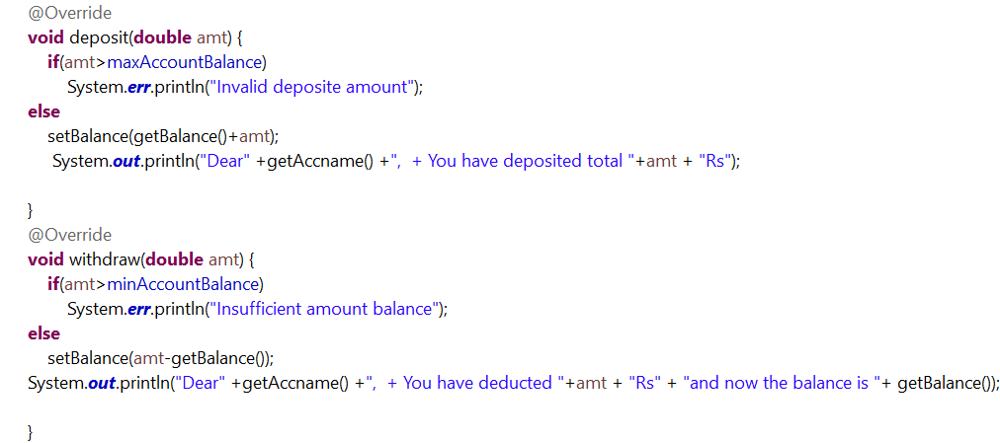 @Override
void deposit(double amt) {
if(amt>maxAccountBalance)
System.err.println("Invalid deposite amount");
else
setBalance(getBalance()+amt);
System.out.println("Dear" +getAccname() +",  + You have deposited total "+amt + "Rs");
}
@Override
void withdraw(double amt) {
if(amt>minAccountBalance)
System.err.println("Insufficient amount balance");
else
setBalance(amt-getBalance());
System.out.println("Dear" +getAccname() +",  + You have deducted "+amt + "Rs" + "and now the balance is "+ getBalance());
}